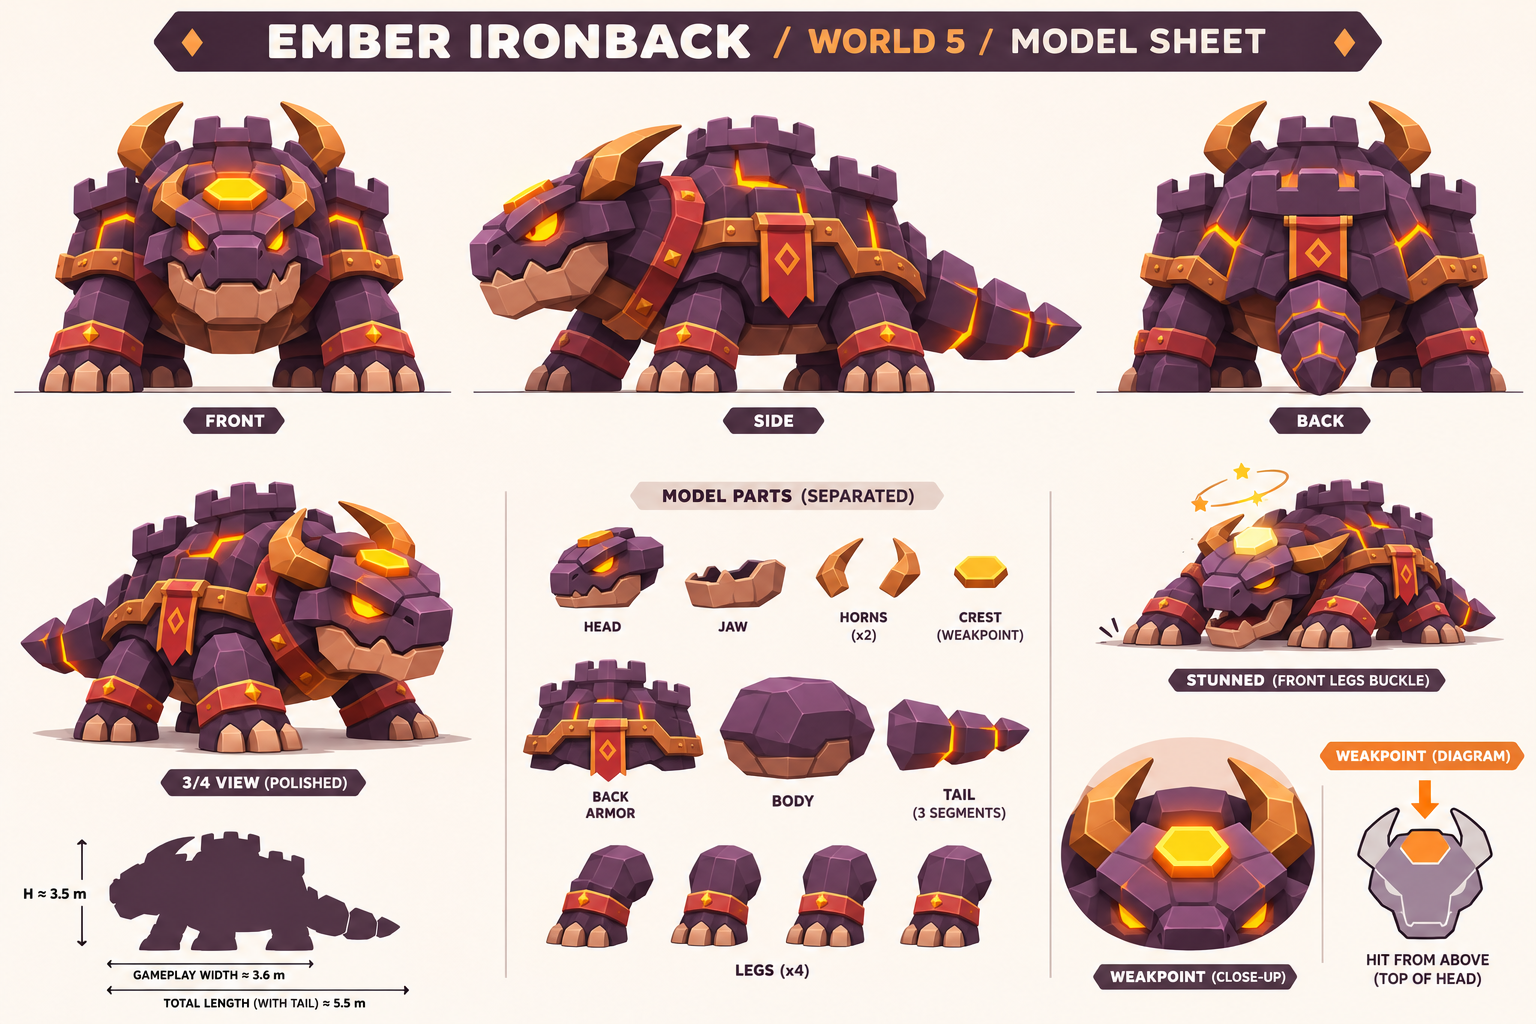 EMBER IRONBACK / WORLD 5 / MODEL SHEET
FRONT
SIDE
BACK
3/4 VIEW (POLISHED)
H ≈ 3.5 m
GAMEPLAY WIDTH ≈ 3.6 m
TOTAL LENGTH (WITH TAIL) ≈ 5.5 m
MODEL PARTS (SEPARATED)
HEAD
JAW
HORNS
(x2)
CREST
(WEAKPOINT)
BACK
ARMOR
BODY
TAIL
(3 SEGMENTS)
LEGS (x4)
STUNNED (FRONT LEGS BUCKLE)
WEAKPOINT (CLOSE-UP)
WEAKPOINT (DIAGRAM)
HIT FROM ABOVE
(TOP OF HEAD)